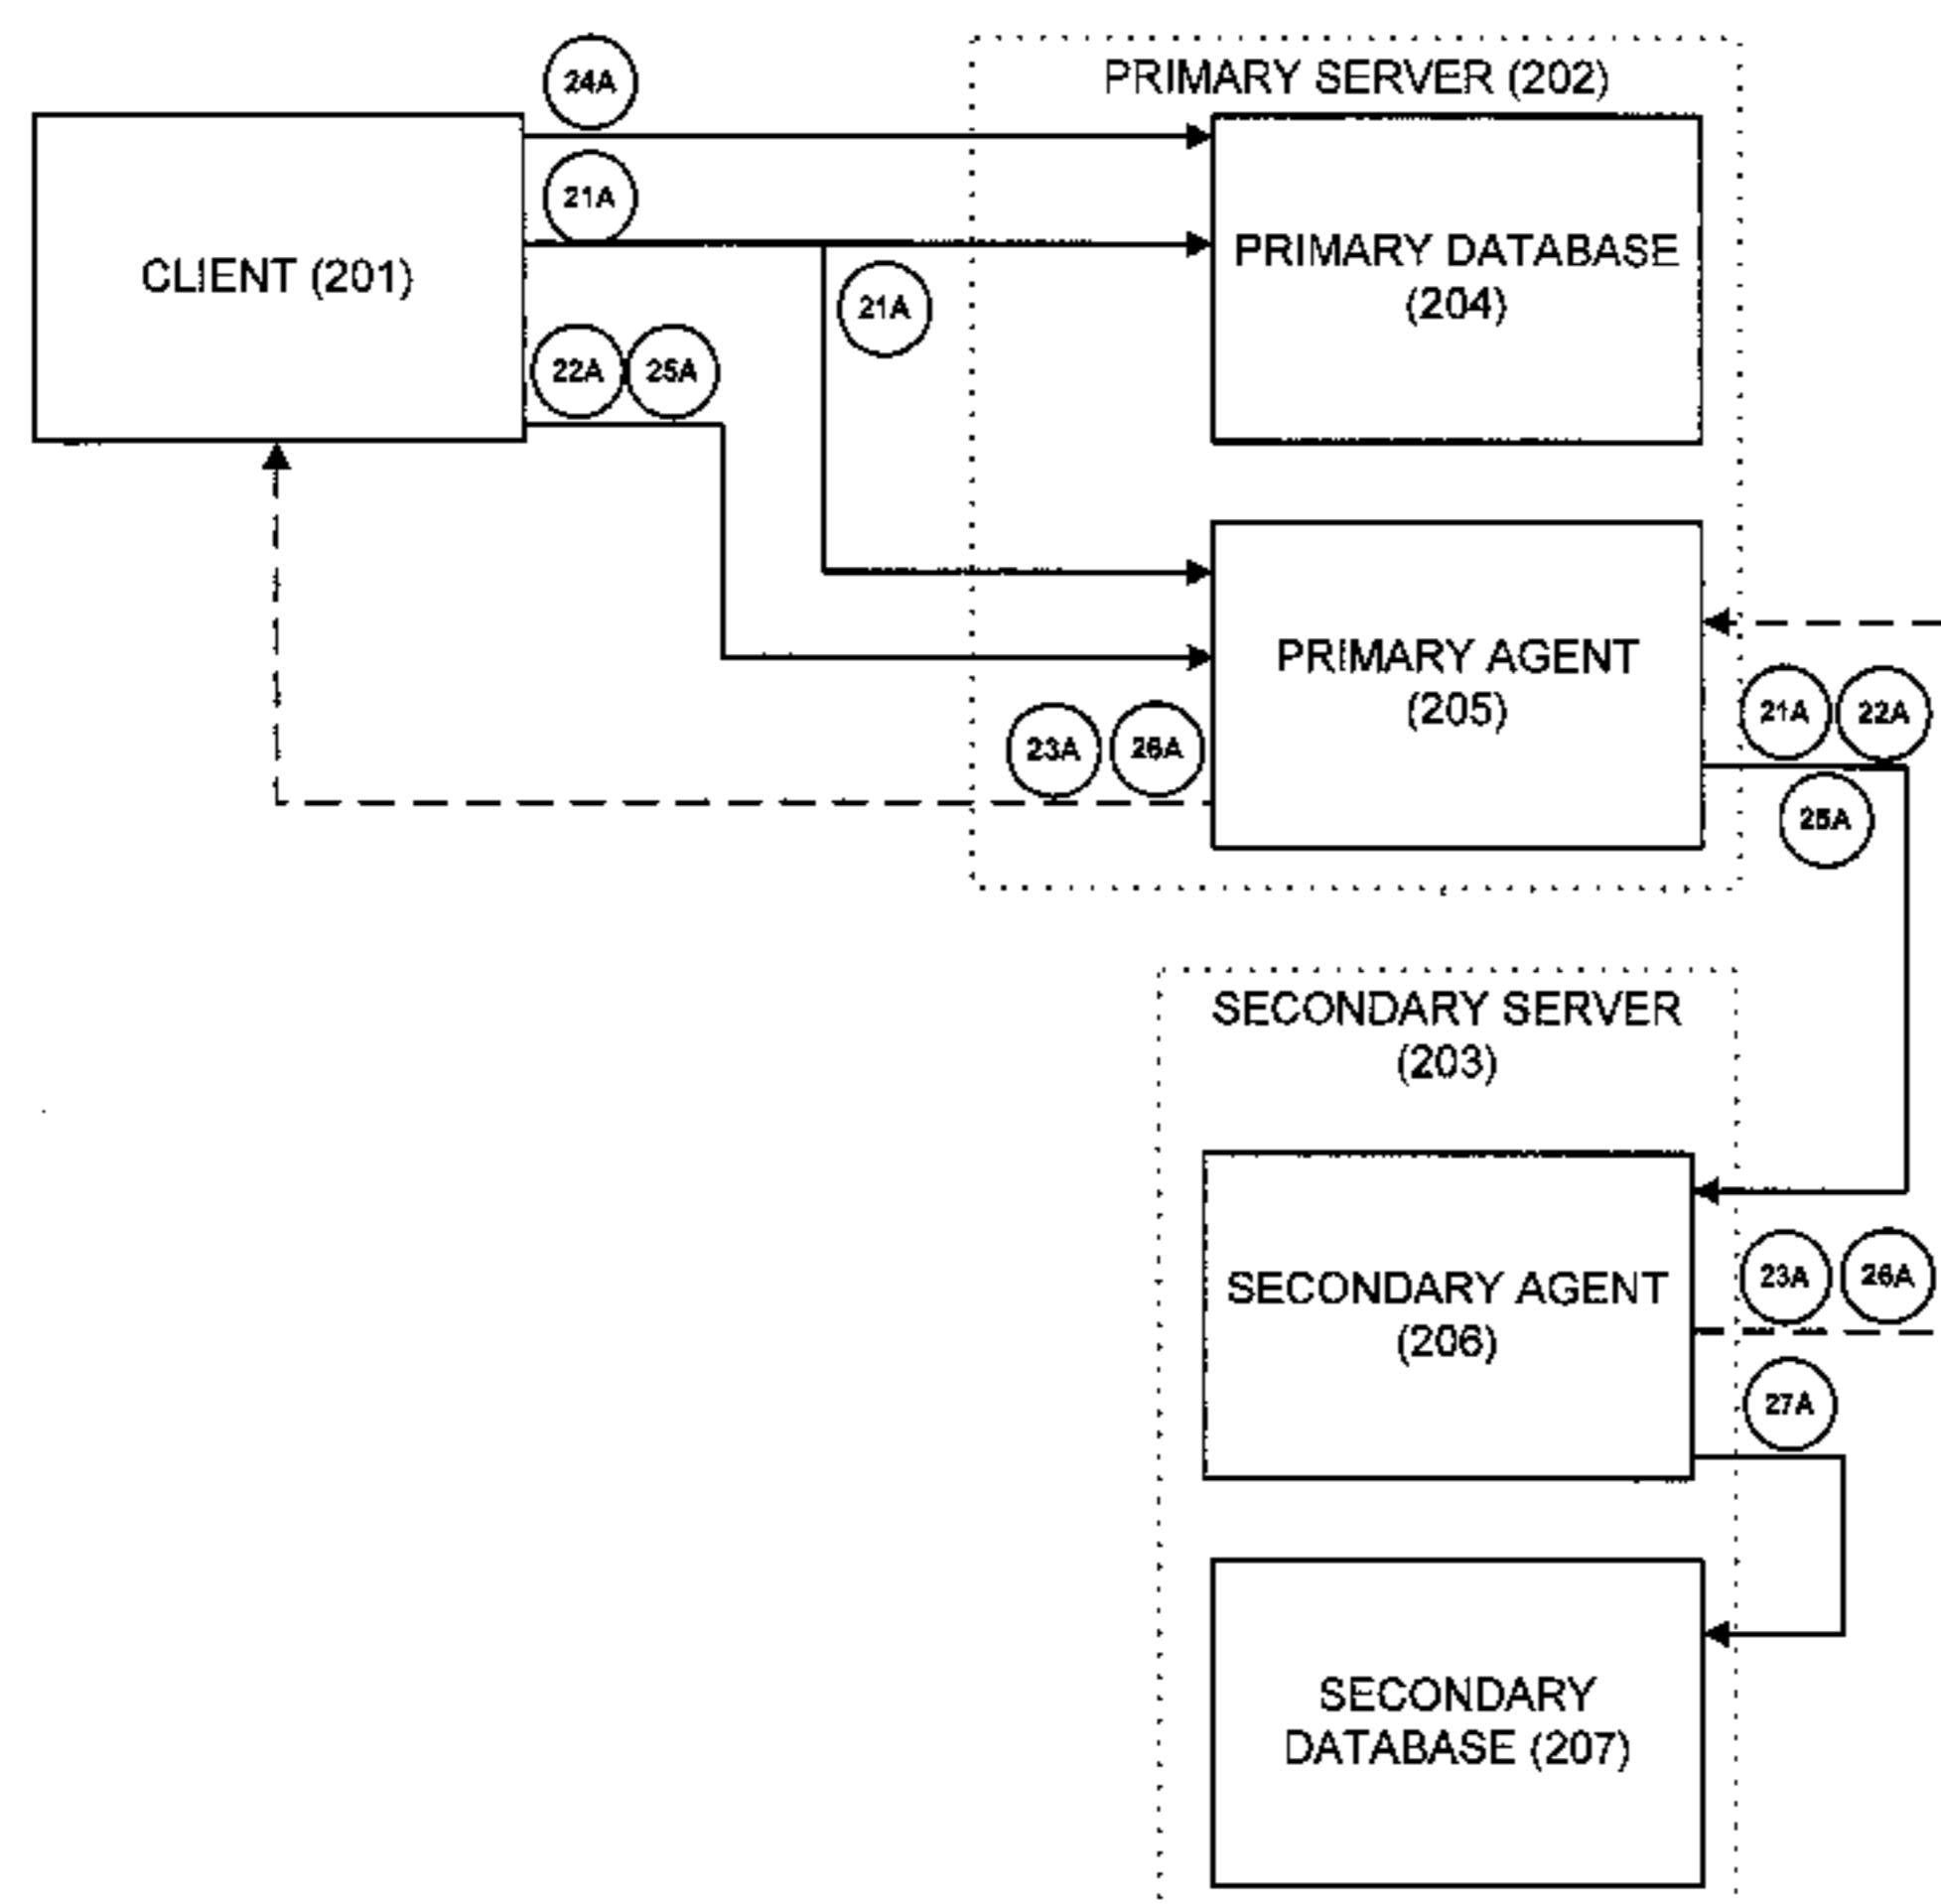 24A
PRIMARY SERVER (202)
21A
CLIENT (201)
PRIMARY DATABASE
(204)
21A
22A 25A
PRIMARY AGENT
(205)
21A 22A
23A 26A
25A
SECONDARY SERVER
(203)
SECONDARY AGENT
(206)
23A 26A
27A
SECONDARY
DATABASE (207)